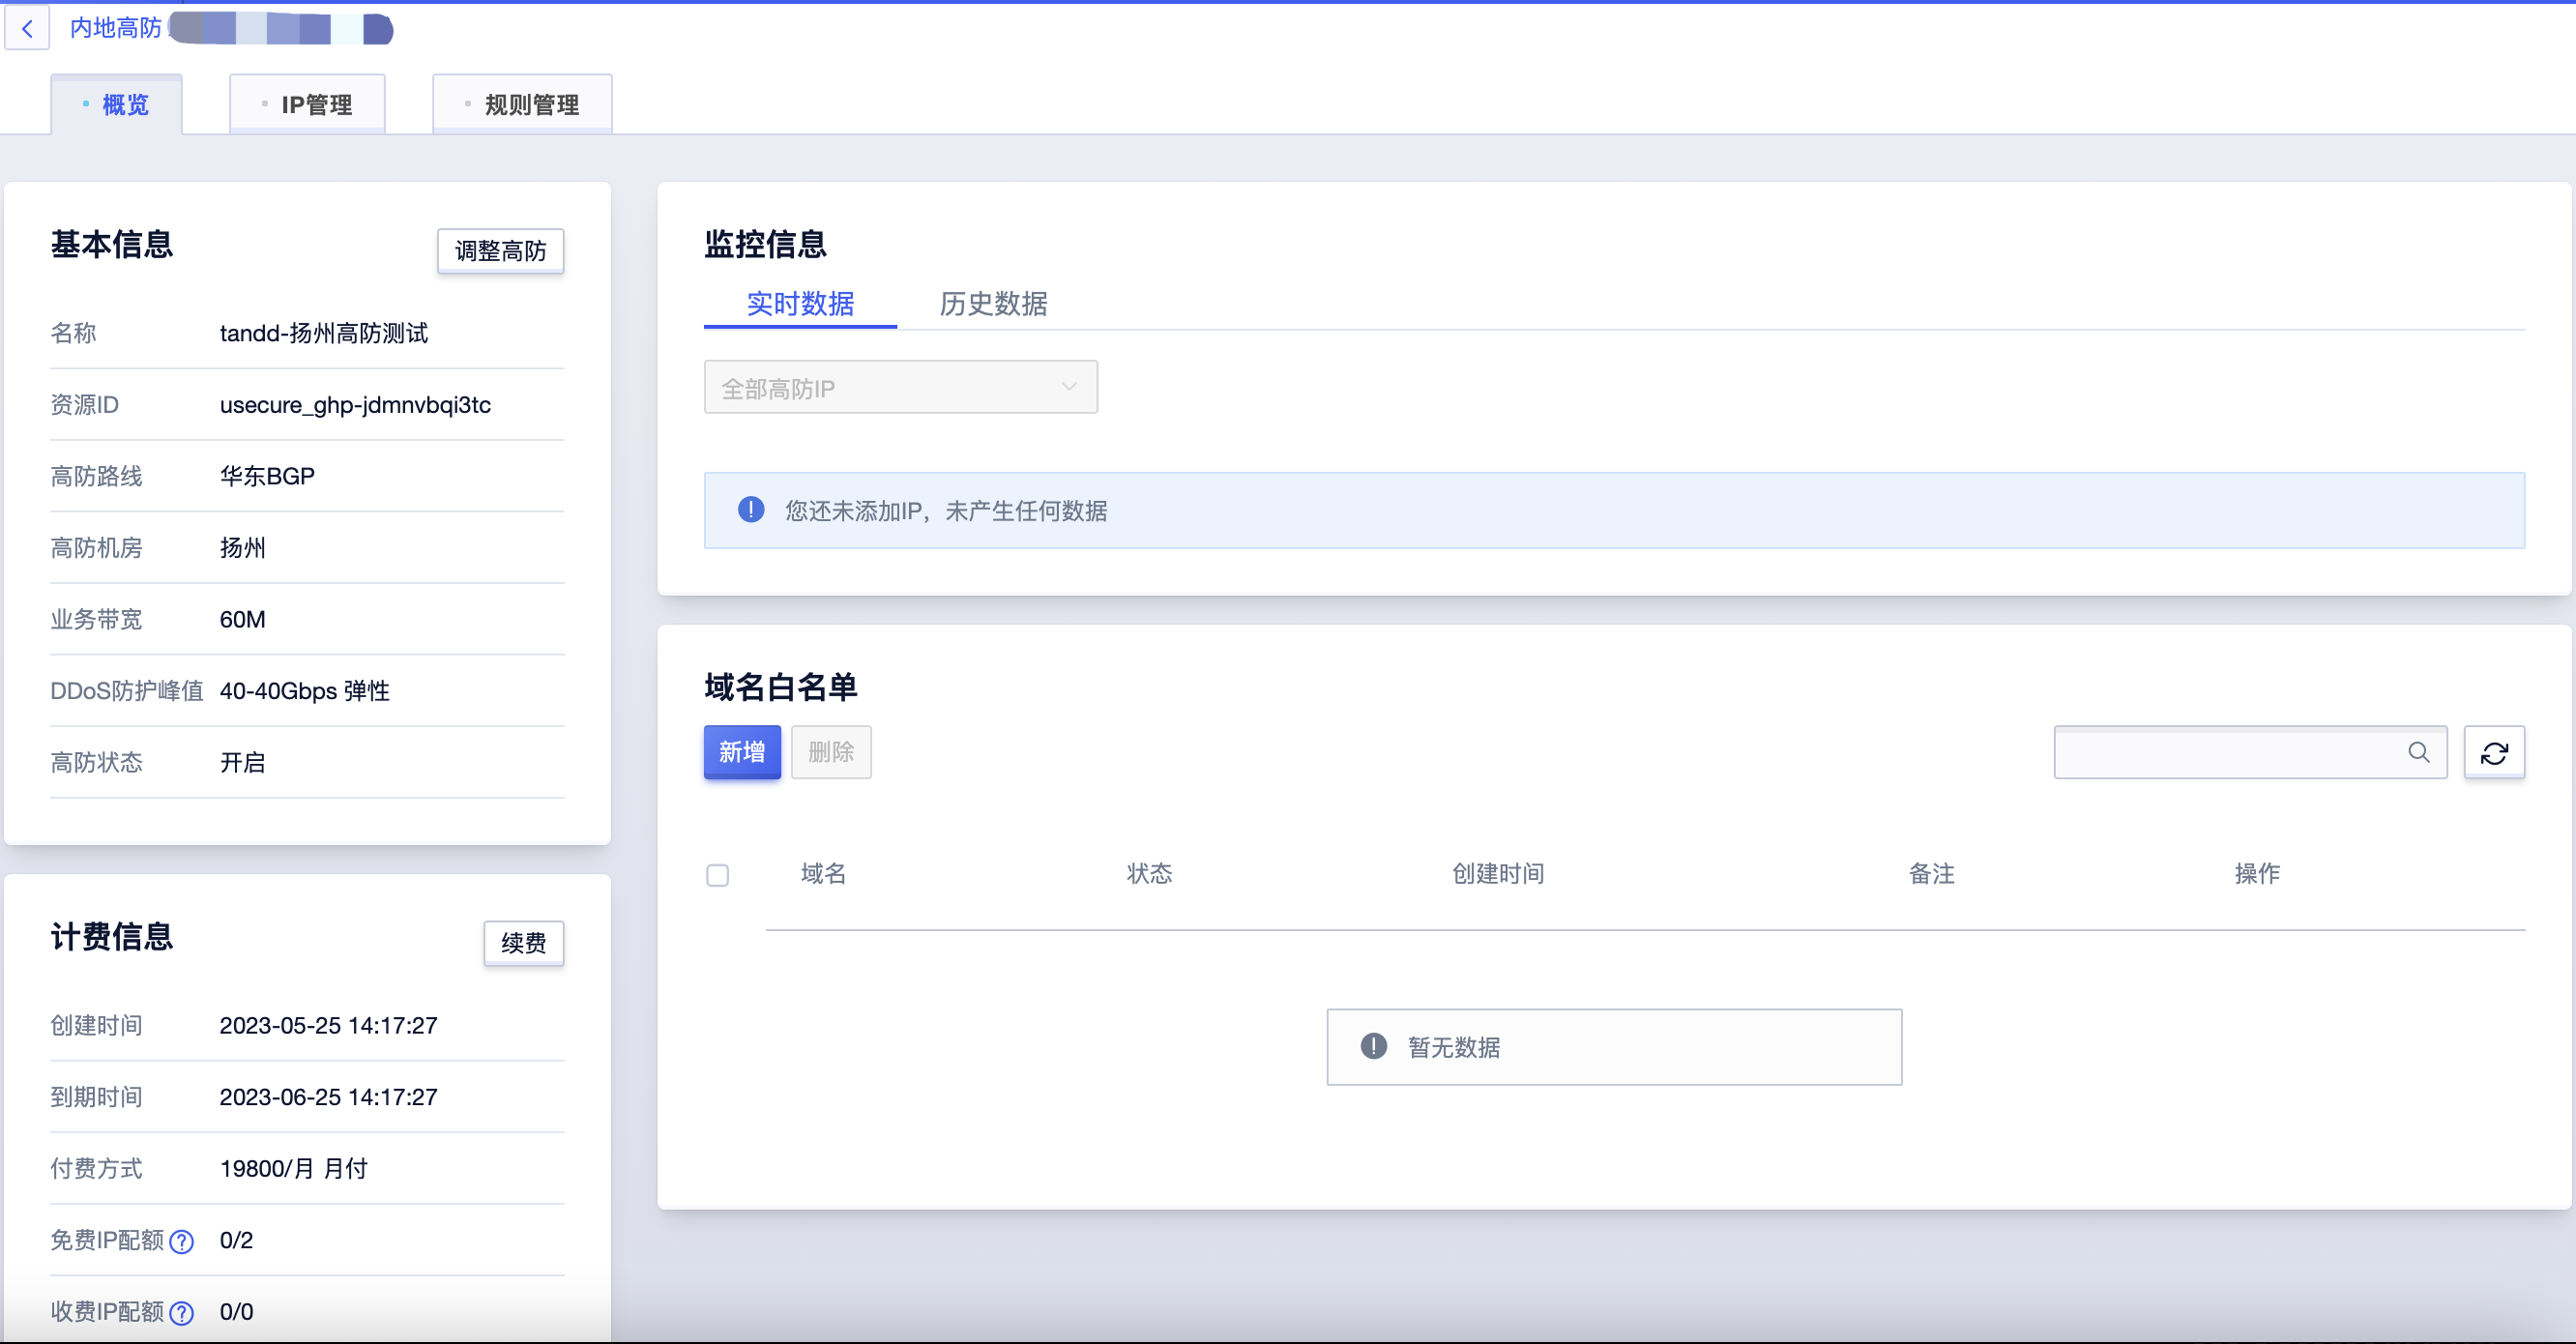 内地高防
概览
IP管理
规则管理
基本信息
调整高防
名称 tandd-扬州高防测试
资源ID usecure_ghp-jdmnvbqi3tc
高防路线 华东BGP
高防机房 扬州
业务带宽 60M
DDoS防护峰值 40-40Gbps 弹性
高防状态 开启
计费信息
续费
创建时间 2023-05-25 14:17:27
到期时间 2023-06-25 14:17:27
付费方式 19800/月 月付
免费IP配额 0/2
收费IP配额 0/0
监控信息
实时数据 历史数据
全部高防IP
您还未添加IP，未产生任何数据
域名白名单
新增 删除
域名 状态 创建时间 备注 操作
暂无数据